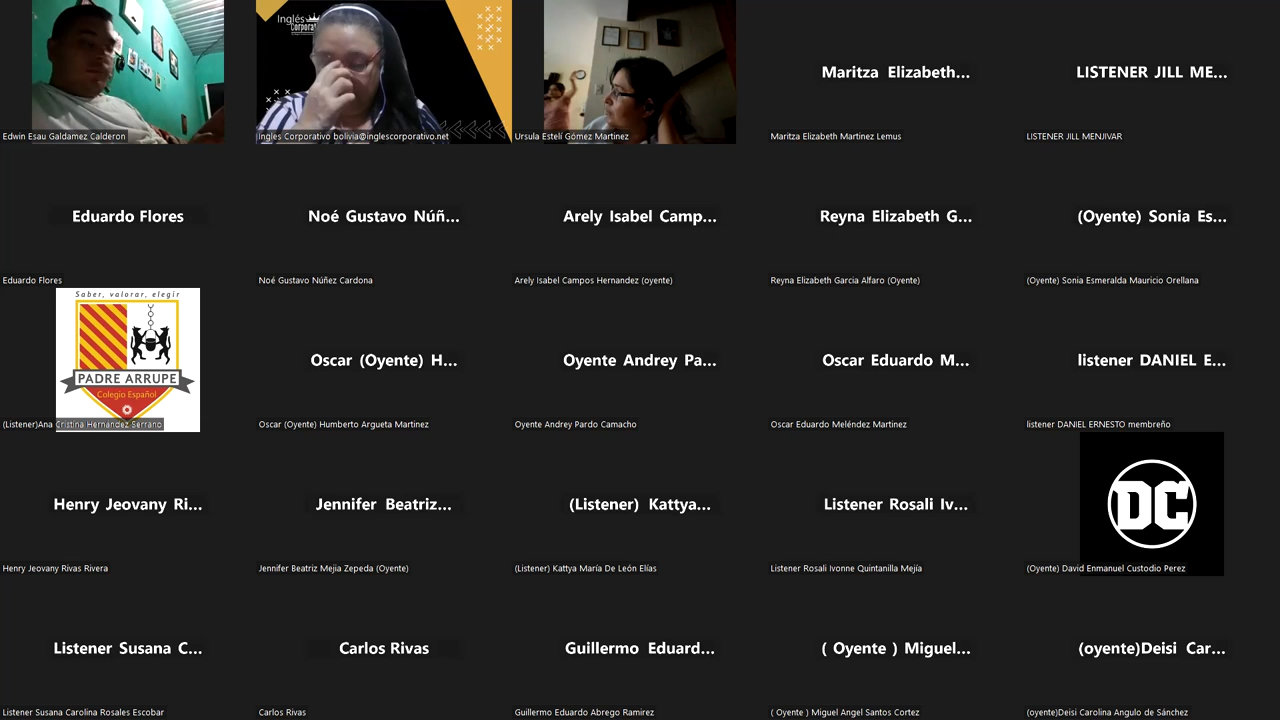 Inglés
Corporativo
Edwin Esau Galdamez Calderon
Ingles Corporativo bolivia@inglescorporativo.net
Ursula Estelí Gómez Martinez
Maritza Elizabeth...
Maritza Elizabeth Martinez Lemus
LISTENER JILL ME...
LISTENER JILL MENJIVAR
Eduardo Flores
Eduardo Flores
Noé Gustavo Núñ...
Noé Gustavo Núñez Cardona
Arely Isabel Camp...
Arely Isabel Campos Hernandez (oyente)
Reyna Elizabeth G...
Reyna Elizabeth Garcia Alfaro (Oyente)
(Oyente) Sonia Es...
(Oyente) Sonia Esmeralda Mauricio Orellana
Saber, valorar, elegir
PADRE ARRUPE
Colegio Español
(Listener)Ana Cristina Hernández Serrano
Oscar (Oyente) H...
Oscar (Oyente) Humberto Argueta Martinez
Oyente Andrey Pa...
Oyente Andrey Pardo Camacho
Oscar Eduardo M...
Oscar Eduardo Meléndez Martinez
listener DANIEL E...
listener DANIEL ERNESTO membreño
Henry Jeovany Ri...
Henry Jeovany Rivas Rivera
Jennifer Beatriz...
Jennifer Beatriz Mejia Zepeda (Oyente)
(Listener) Kattya...
(Listener) Kattya María De León Elías
Listener Rosali Iv...
Listener Rosali Ivonne Quintanilla Mejía
DC
(Oyente) David Enmanuel Custodio Perez
Listener Susana C...
Listener Susana Carolina Rosales Escobar
Carlos Rivas
Carlos Rivas
Guillermo Eduard...
Guillermo Eduardo Abrego Ramirez
( Oyente ) Miguel...
( Oyente ) Miguel Angel Santos Cortez
(oyente)Deisi Car...
(oyente)Deisi Carolina Angulo de Sánchez